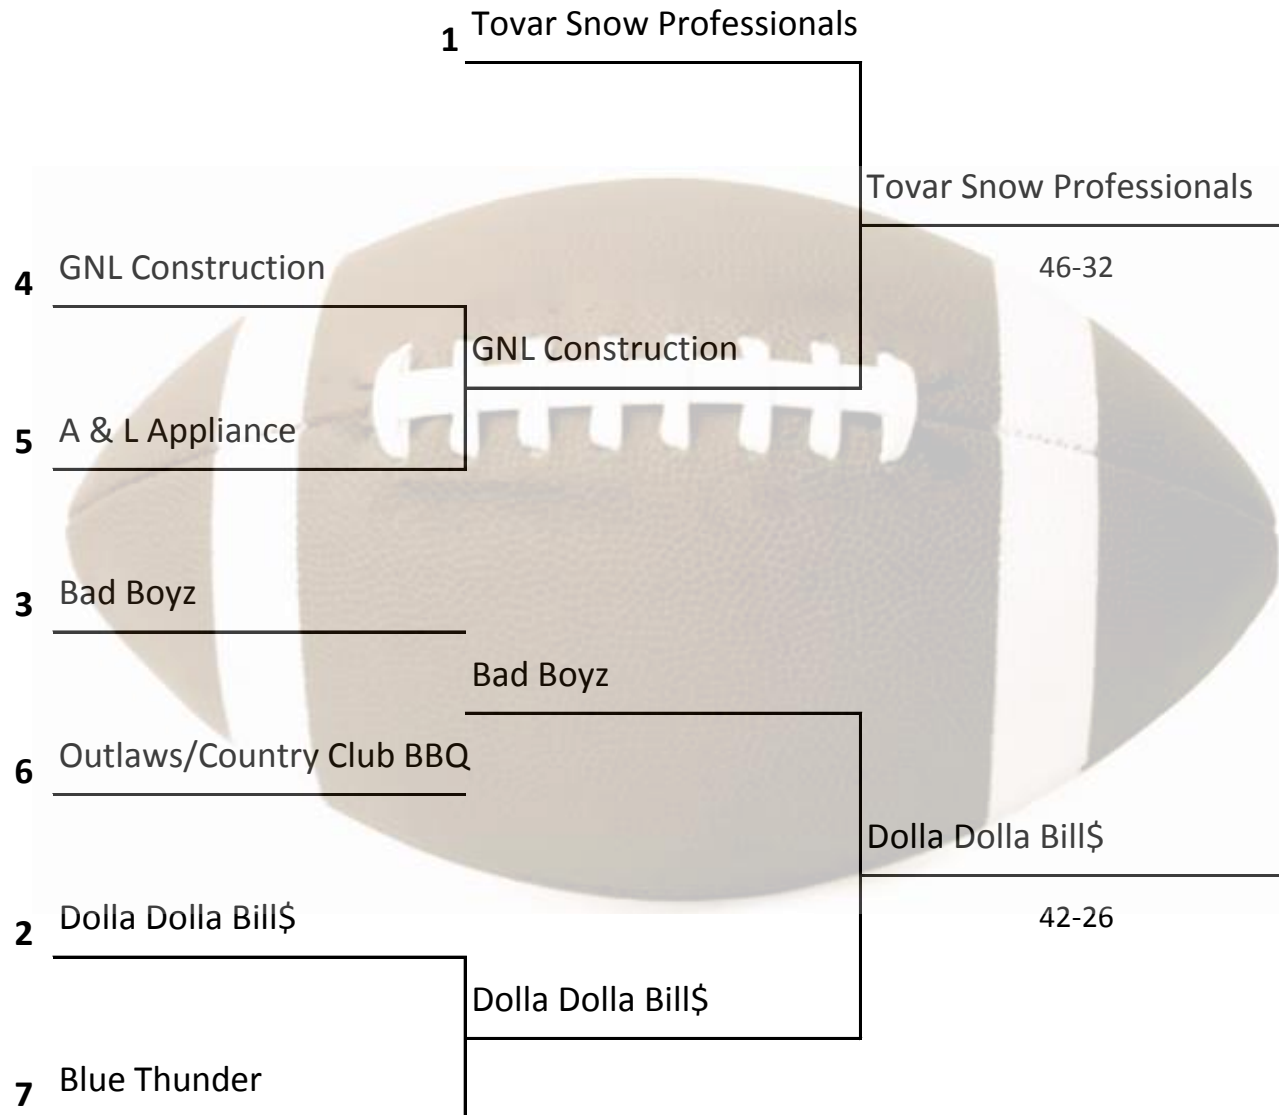 1 Tovar Snow Professionals
Tovar Snow Professionals
46-32
4 GNL Construction
GNL Construction
5 A & L Appliance
3 Bad Boyz
Bad Boyz
6 Outlaws/Country Club BBQ
Dolla Dolla Bill$
42-26
2 Dolla Dolla Bill$
Dolla Dolla Bill$
7 Blue Thunder